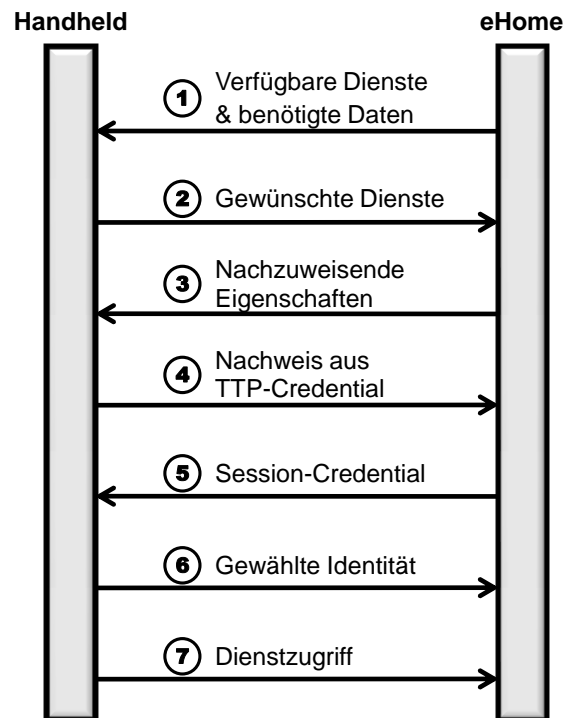 Handheld
eHome
1 Verfügbare Dienste
& benötigte Daten
2 Gewünschte Dienste
3 Nachzuweisende
Eigenschaften
4 Nachweis aus
TTP-Credential
5 Session-Credential
6 Gewählte Identität
7 Dienstzugriff